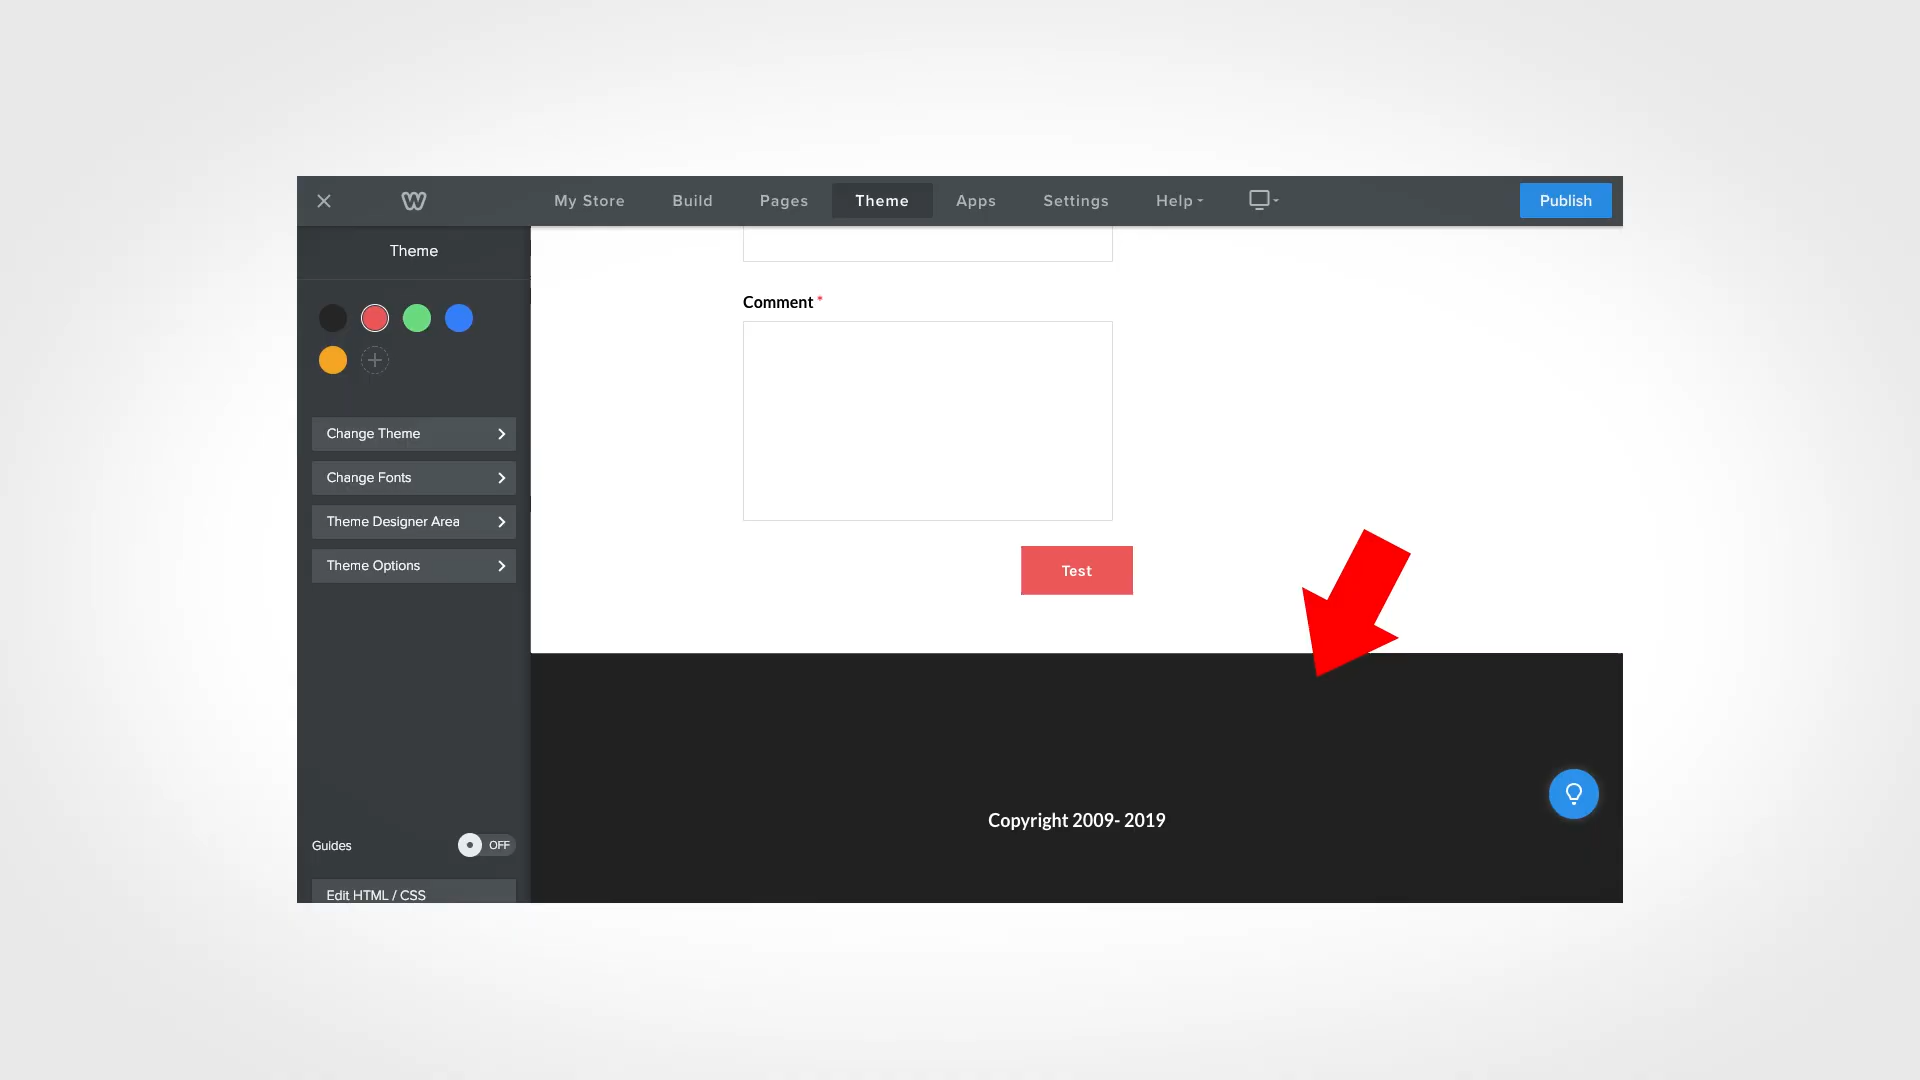 My Store Build Pages Theme Apps Settings Help Publish
Theme
Change Theme
Change Fonts
Theme Designer Area
Theme Options
Guides OFF
Edit HTML / CSS
Comment *
Test
Copyright 2009- 2019